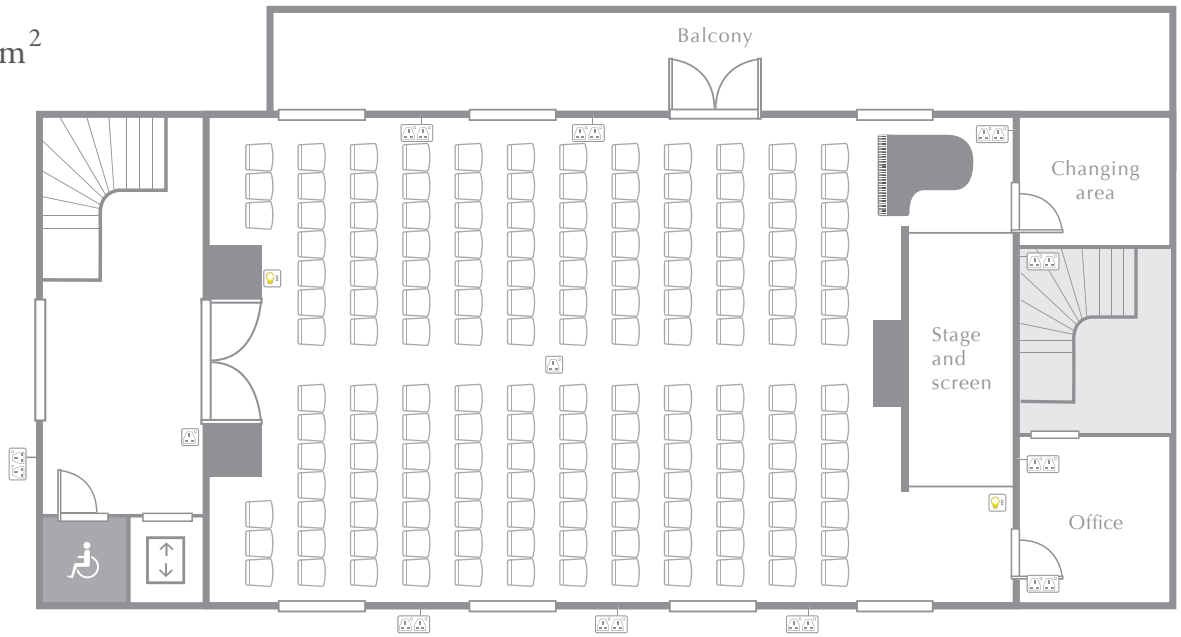 m²
Balcony
Changing
area
Stage
and
screen
Office